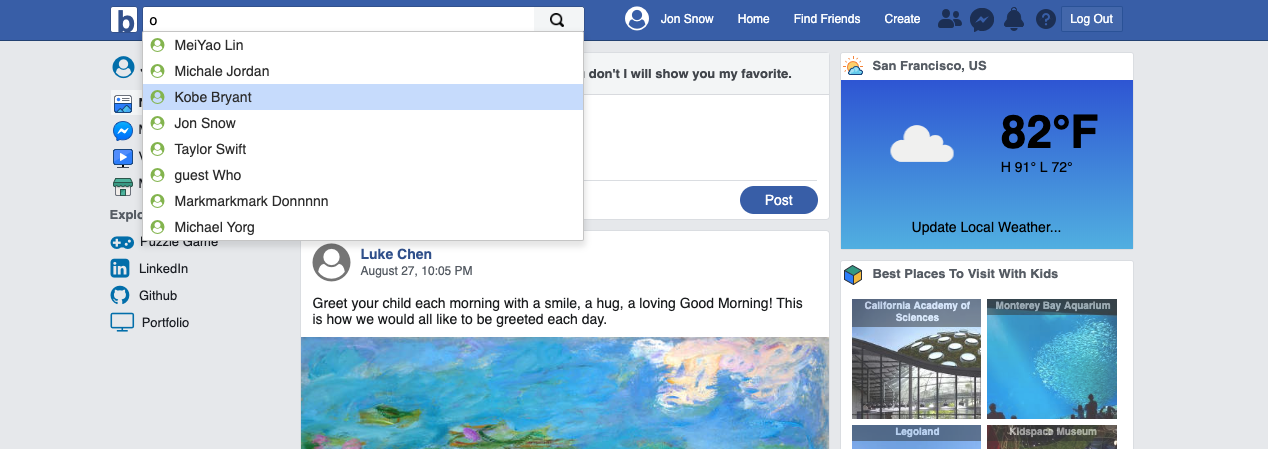 b
o
Jon Snow
Home
Find Friends
Create
Log Out
MeiYao Lin
Michale Jordan
Kobe Bryant
Jon Snow
Taylor Swift
guest Who
Markmarkmark Donnnnn
Michael Yorg
don't I will show you my favorite.
Post
Puzzle Game
LinkedIn
Github
Portfolio
Luke Chen
August 27, 10:05 PM
Greet your child each morning with a smile, a hug, a loving Good Morning! This
is how we would all like to be greeted each day.
San Francisco, US
82°F
H 91° L 72°
Update Local Weather...
Best Places To Visit With Kids
California Academy of
Sciences
Monterey Bay Aquarium
Legoland
Kidspace Museum